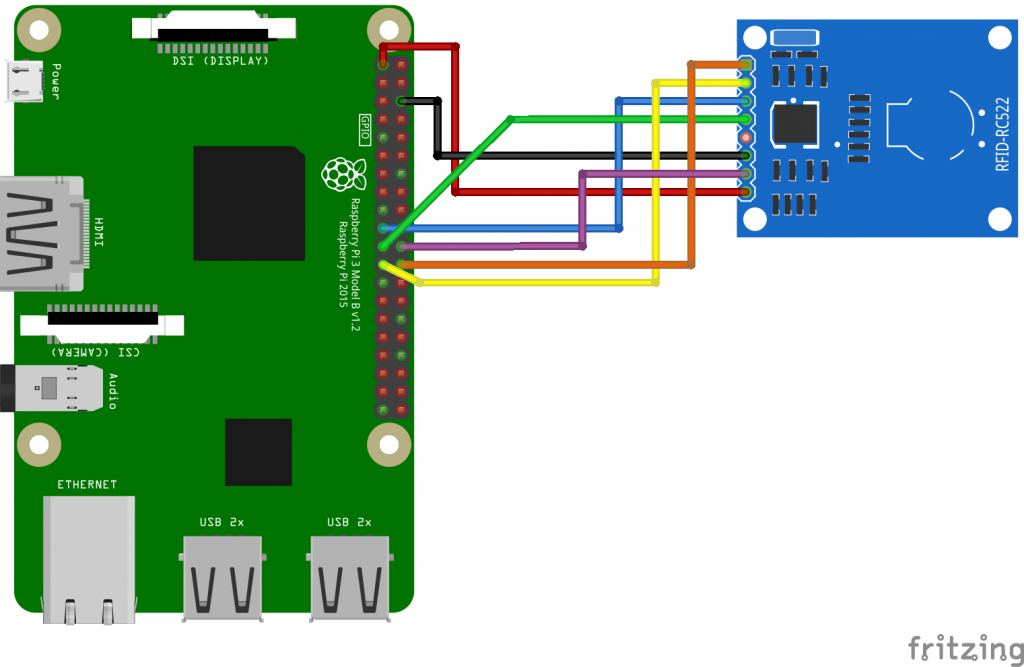 DSI (DISPLAY)
Power
GPIO
HDMI
Raspberry Pi 3 Model B v1.2
Raspberry Pi 2015
CSI (CAMERA)
Audio
ETHERNET
USB 2x
USB 2x
RFID-RC522
fritzing